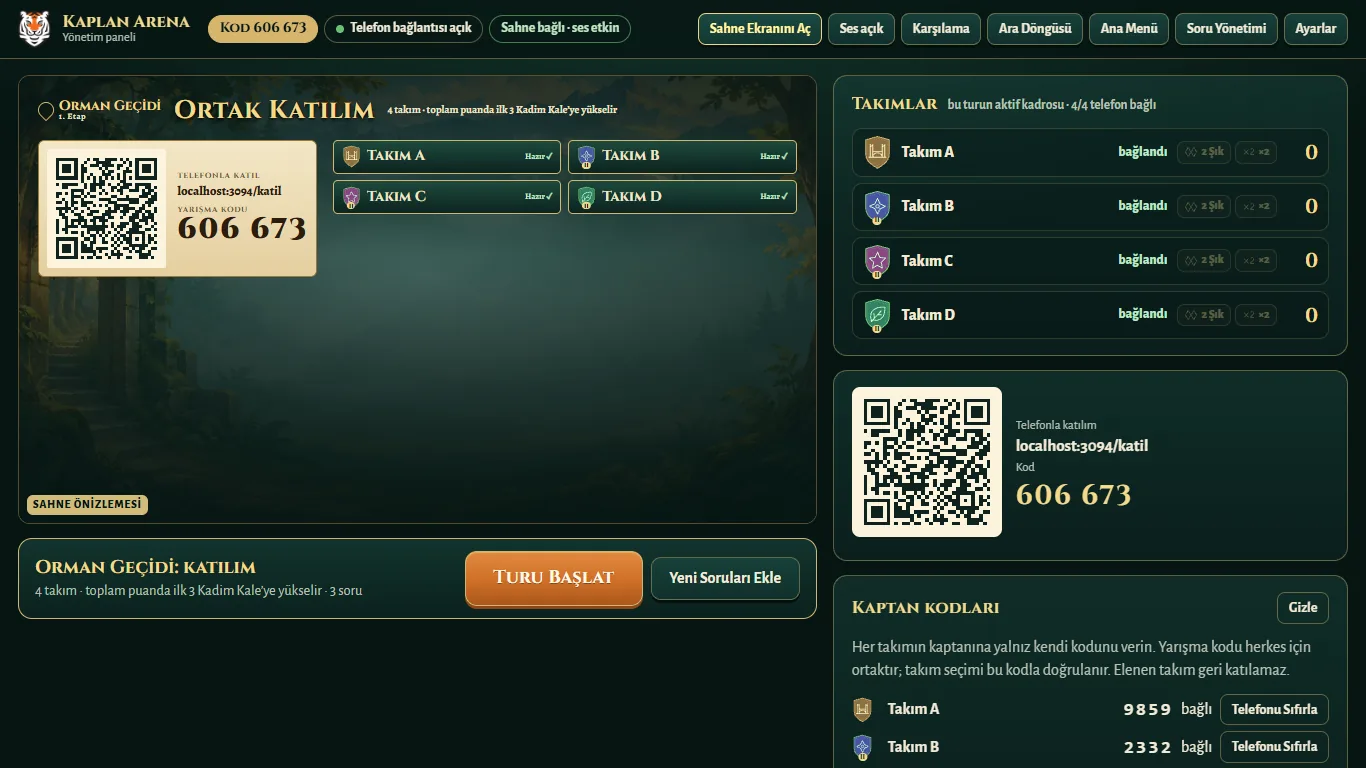 Kaplan Arena
Yönetim paneli
Kod 606 673
Telefon bağlantısı açık
Sahne bağlı · ses etkin
Sahne Ekranını Aç
Ses açık
Karşılama
Ara Döngüsü
Ana Menü
Soru Yönetimi
Ayarlar
Orman Geçidi
1. Etap
Ortak Katılım
4 takım · toplam puanda ilk 3 Kadim Kale'ye yükselir
TELEFONLA KATIL
localhost:3094/katil
YARIŞMA KODU
606 673
Takım A
Hazır ✓
Takım B
Hazır ✓
Takım C
Hazır ✓
Takım D
Hazır ✓
SAHNE ÖNİZLEMESİ
Orman Geçidi: katılım
4 takım · toplam puanda ilk 3 Kadim Kale'ye yükselir · 3 soru
Turu Başlat
Yeni Soruları Ekle
Takımlar
bu turun aktif kadrosu · 4/4 telefon bağlı
Takım A
bağlandı
2 Şık
×2 ×2
0
Takım B
bağlandı
2 Şık
×2 ×2
0
Takım C
bağlandı
2 Şık
×2 ×2
0
Takım D
bağlandı
2 Şık
×2 ×2
0
Telefonla katılım
localhost:3094/katil
Kod
606 673
Kaptan kodları
Gizle
Her takımın kaptanına yalnız kendi kodunu verin. Yarışma kodu herkes için
ortaktır; takım seçimi bu kodla doğrulanır. Elenen takım geri katılamaz.
Takım A
9859 bağlı
Telefonu Sıfırla
Takım B
2332 bağlı
Telefonu Sıfırla